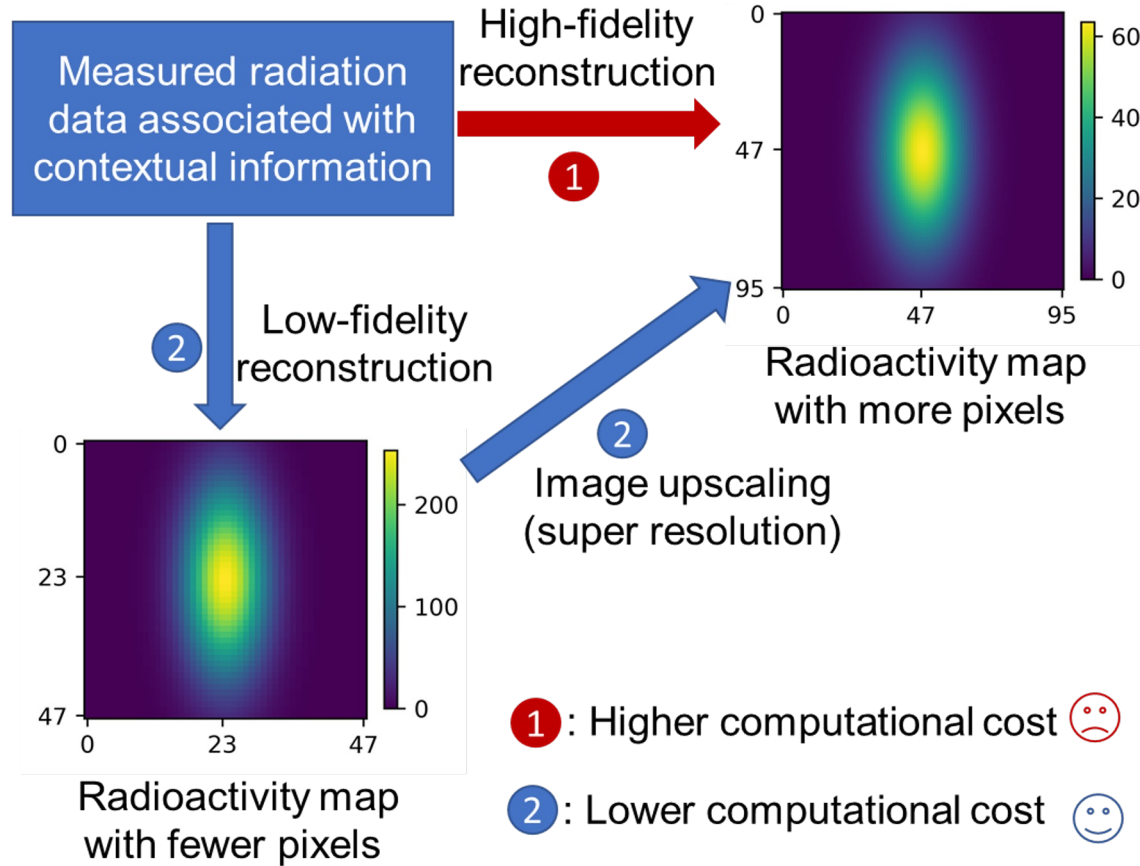 Measured radiation
data associated with
contextual information
High-fidelity
reconstruction
1
0
47
95
0 47 95
60
40
20
0
Radioactivity map
with more pixels
2
Low-fidelity
reconstruction
2
Image upscaling
(super resolution)
0
23
47
0 23 47
200
100
0
Radioactivity map
with fewer pixels
1: Higher computational cost
2: Lower computational cost